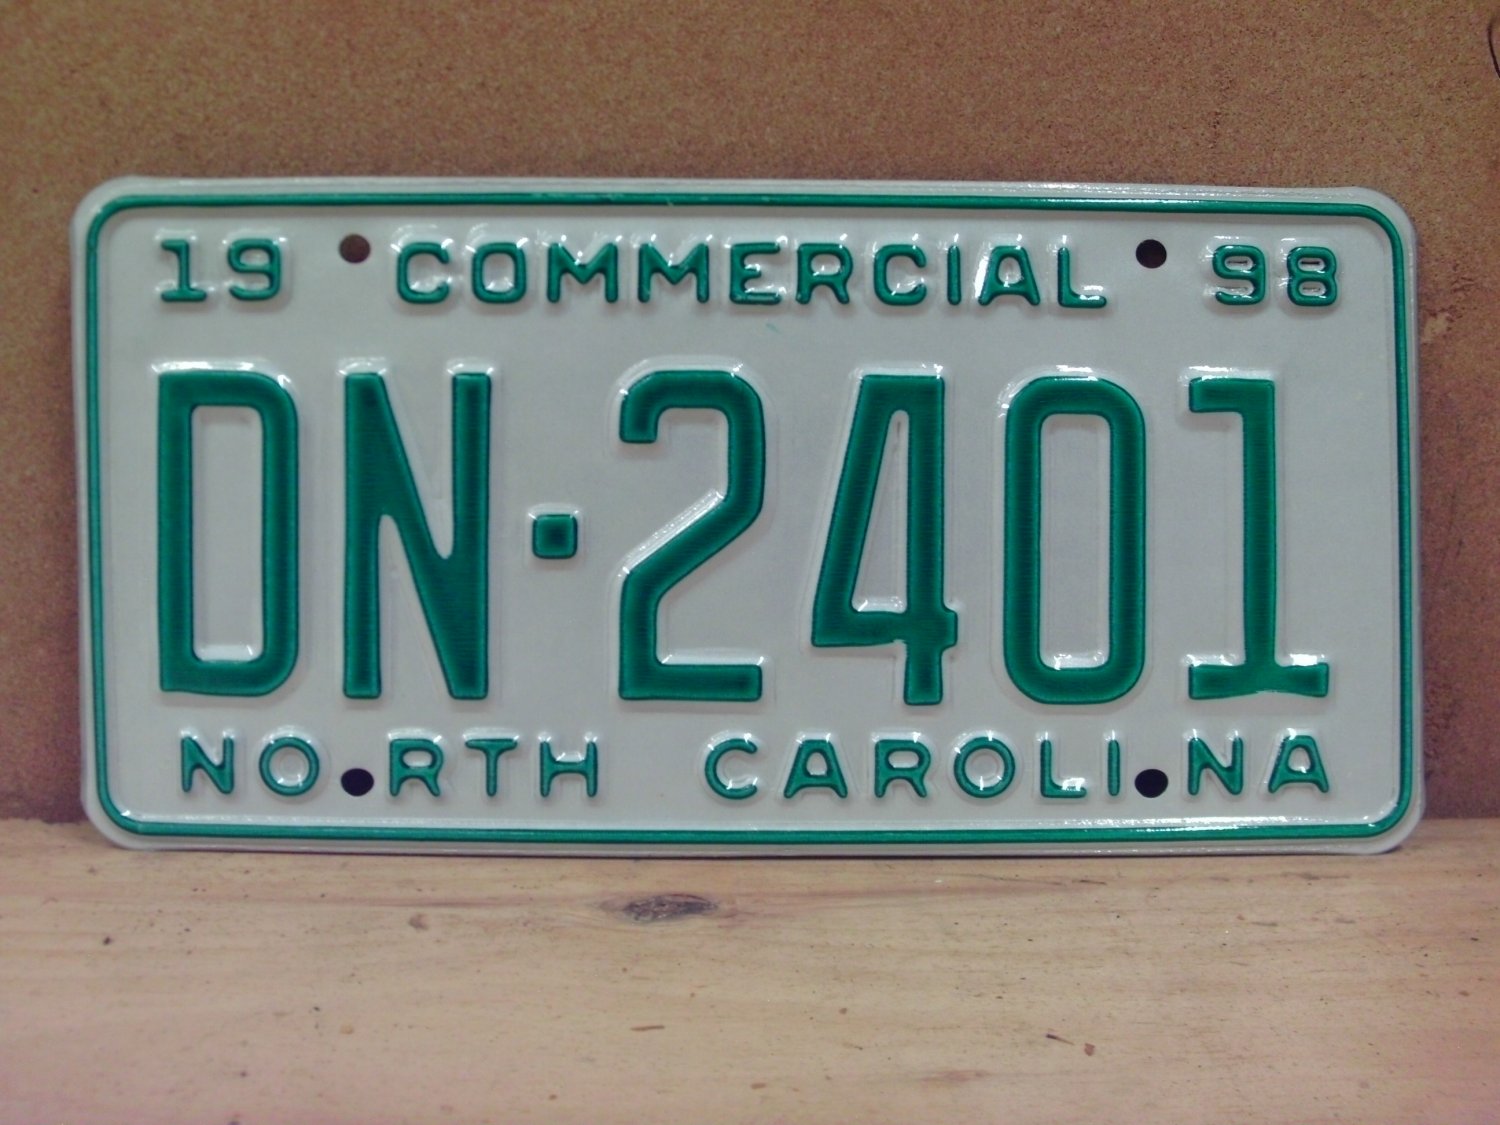 19 COMMERCIAL 98
DN·2401
NORTH CAROLINA